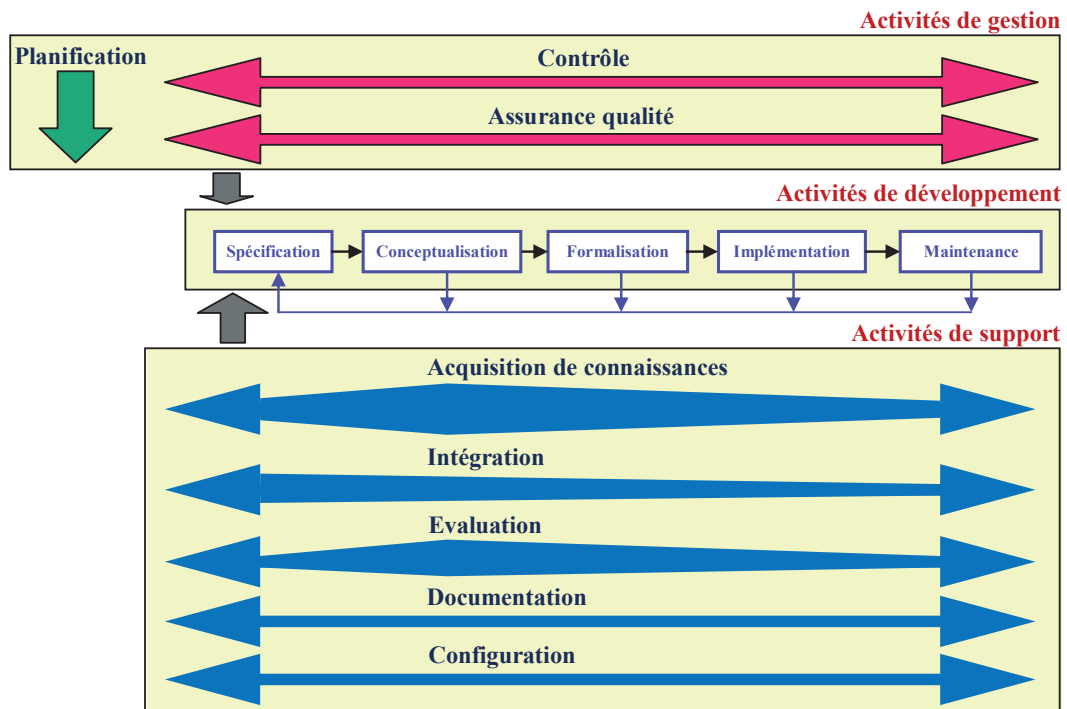 Activités de gestion
Planification
Contrôle
Assurance qualité
Activités de développement
Spécification
Conceptualisation
Formalisation
Implémentation
Maintenance
Activités de support
Acquisition de connaissances
Intégration
Evaluation
Documentation
Configuration